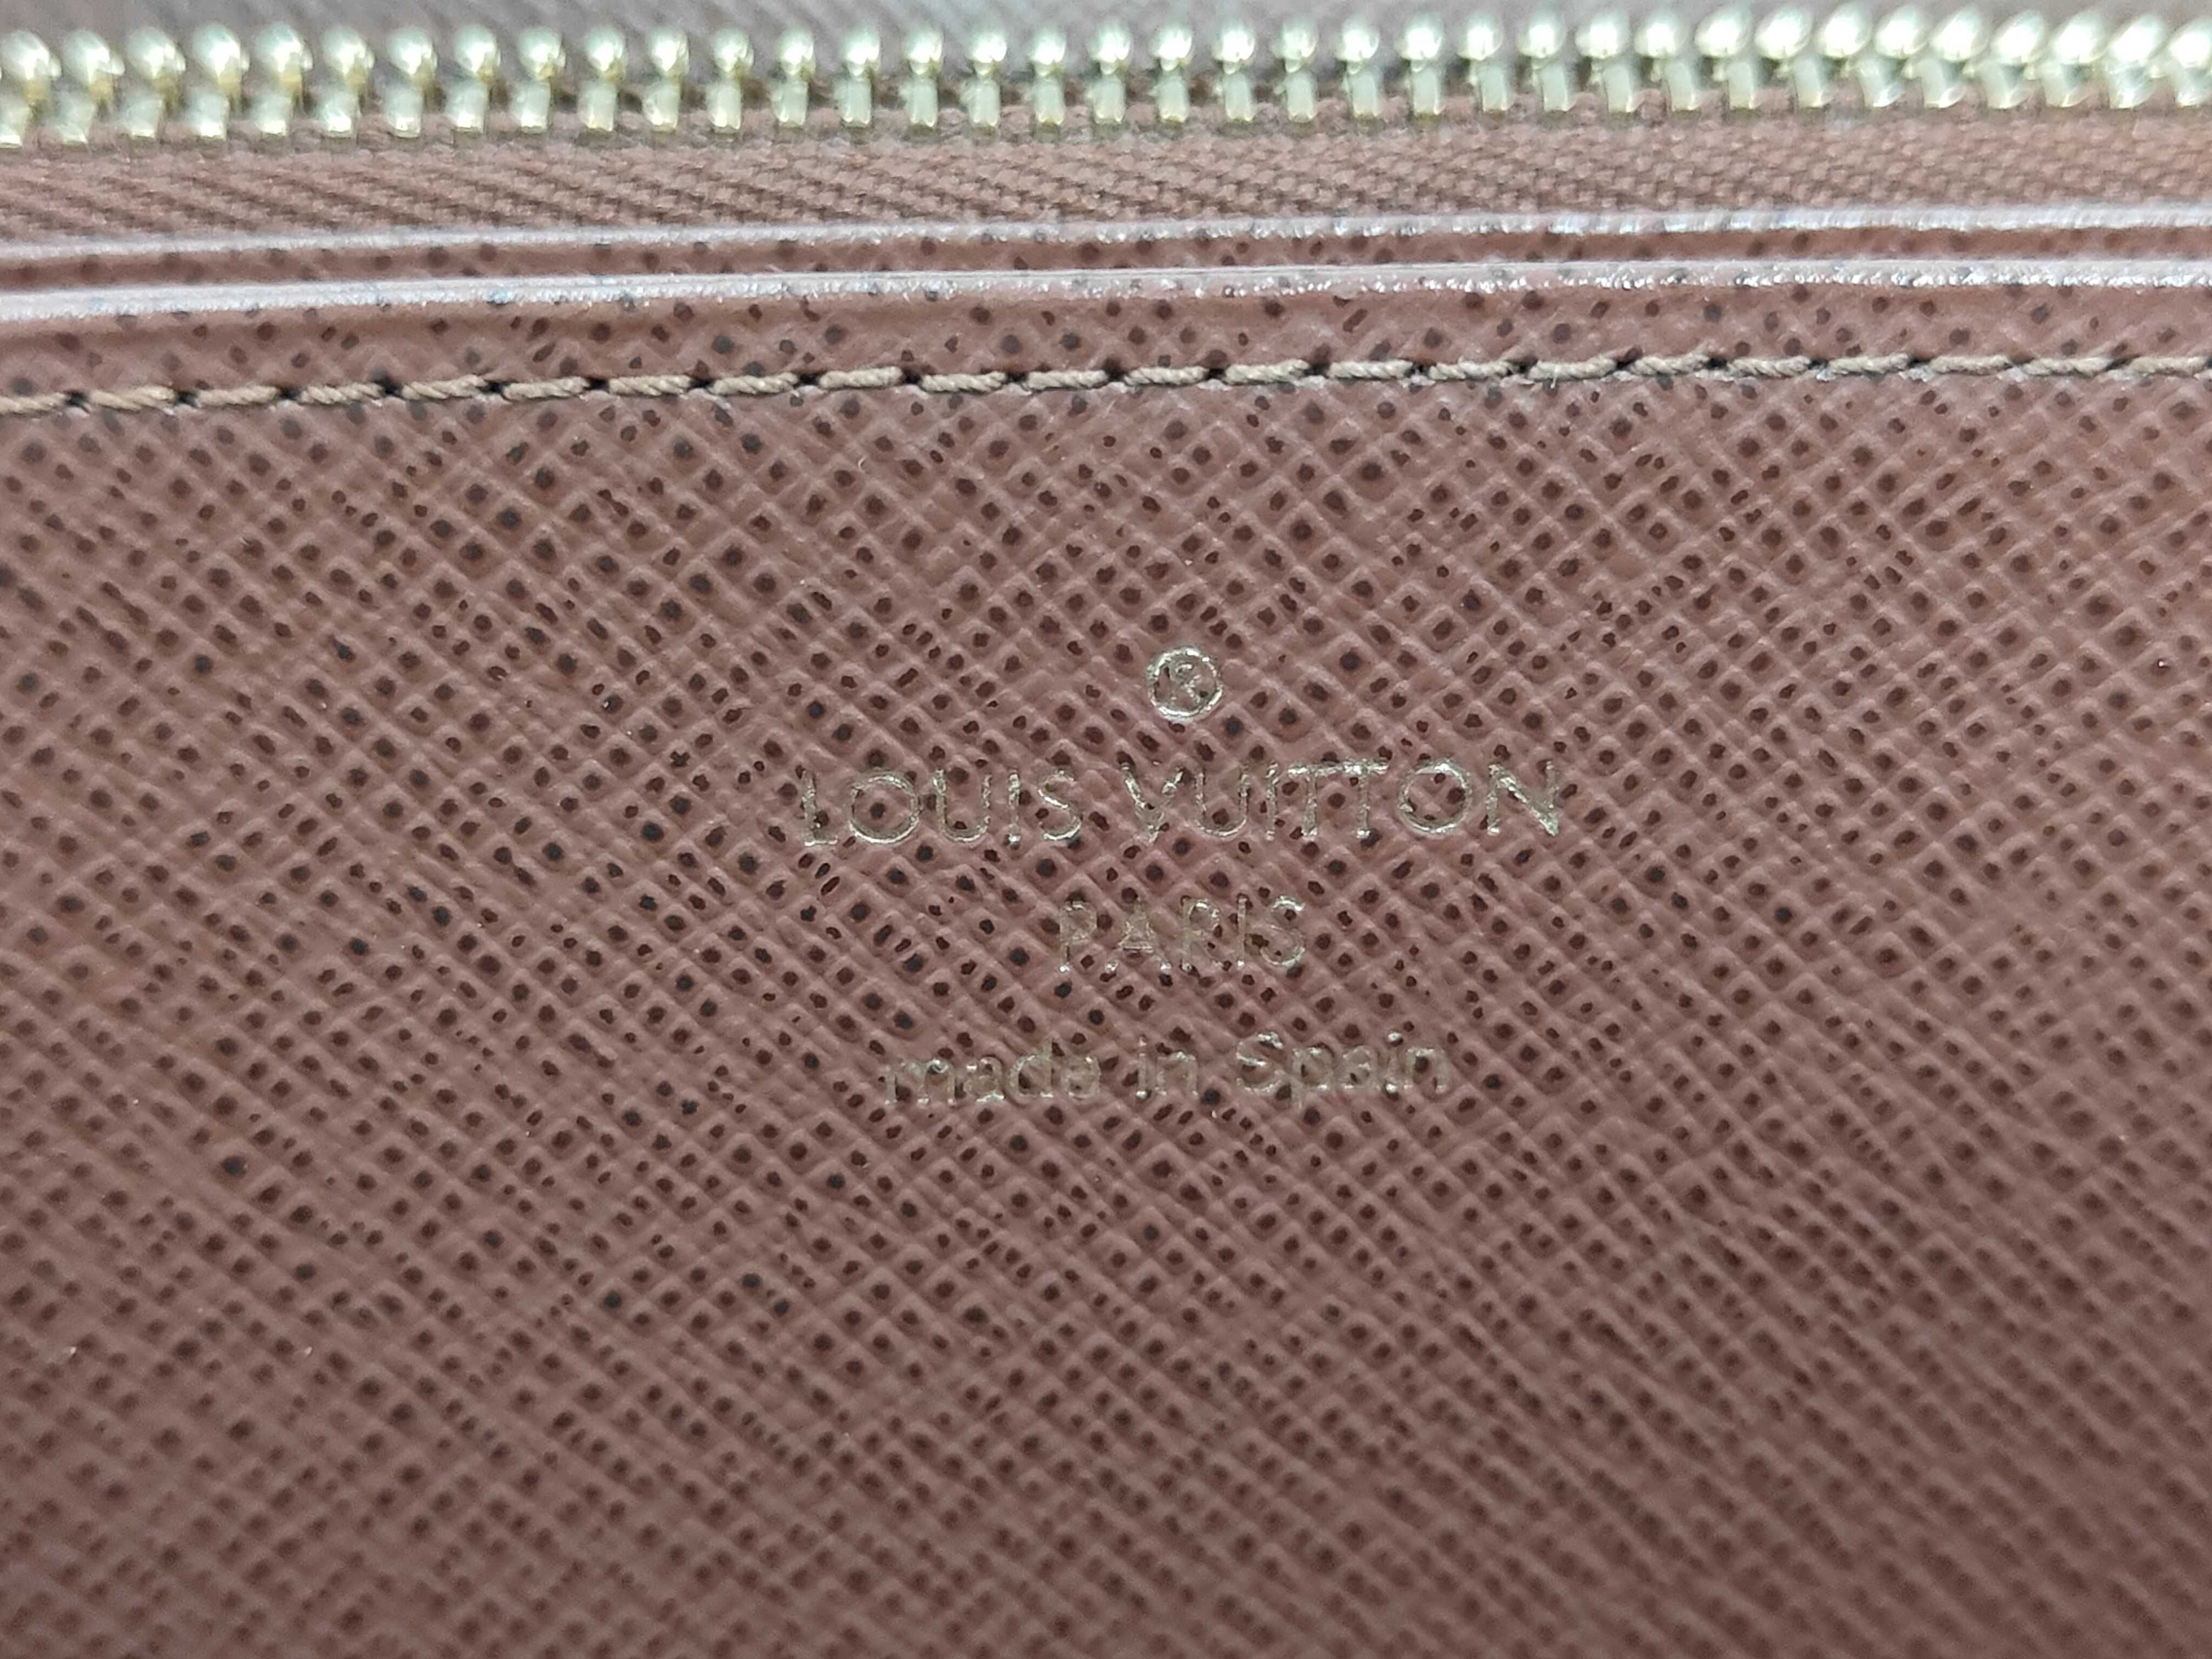 ®
LOUIS VUITTON
PARIS
made in Spain